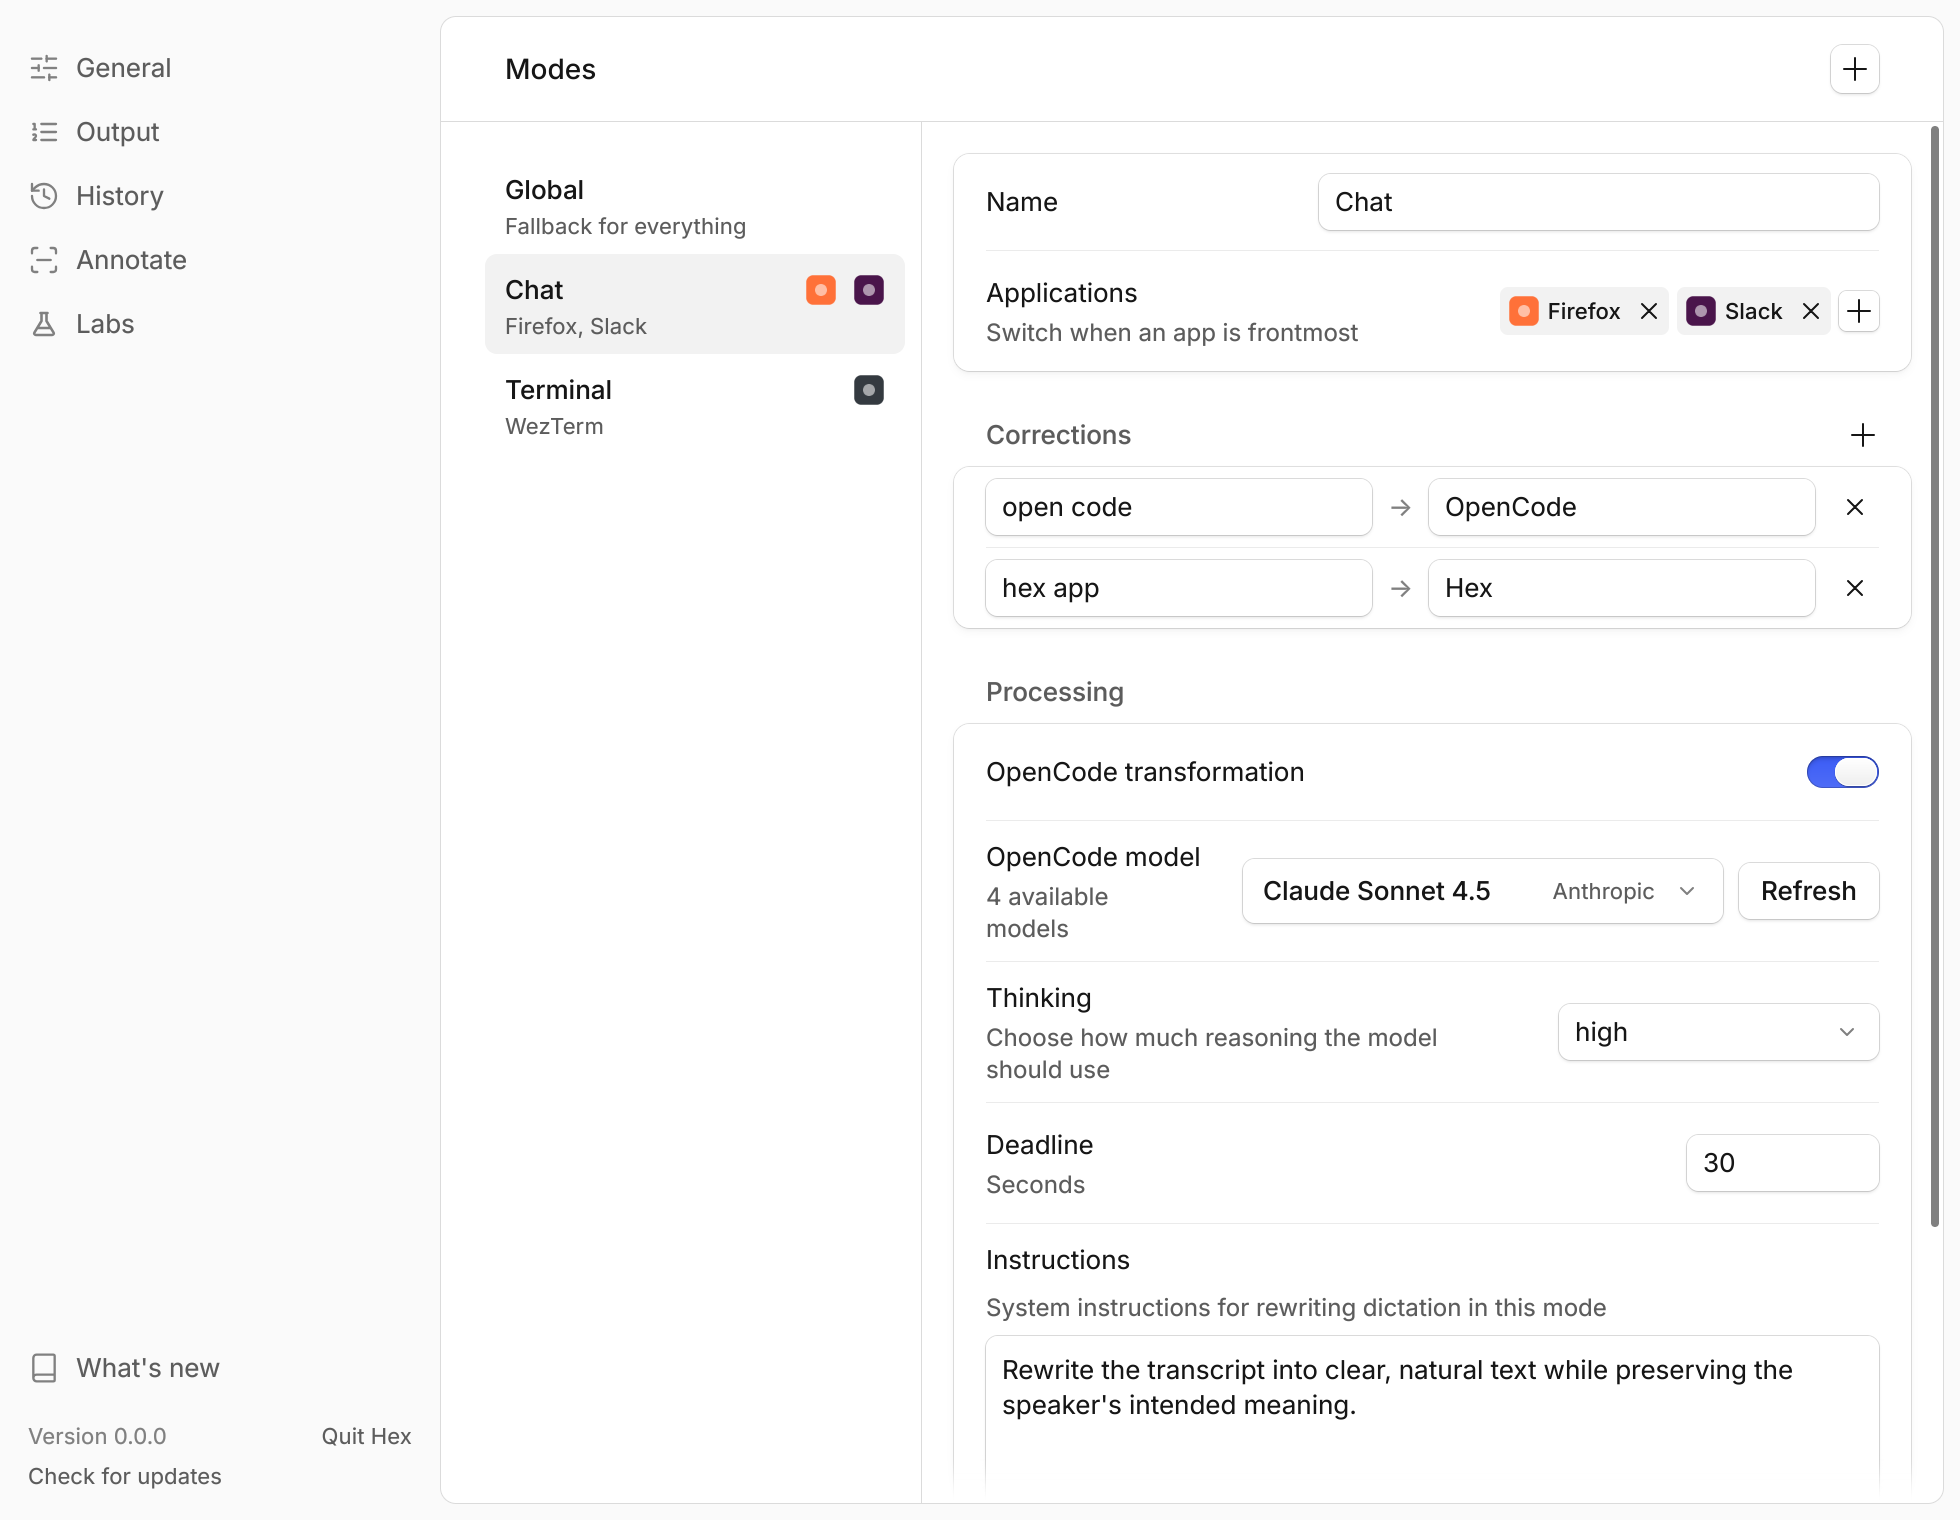 General
Output
History
Annotate
Labs
What's new
Version 0.0.0
Quit Hex
Check for updates
Modes
Global
Fallback for everything
Chat
Firefox, Slack
Terminal
WezTerm
Name
Chat
Applications
Switch when an app is frontmost
Firefox
Slack
Corrections
open code → OpenCode
hex app → Hex
Processing
OpenCode transformation
OpenCode model
4 available
models
Claude Sonnet 4.5
Anthropic
Refresh
Thinking
Choose how much reasoning the model
should use
high
Deadline
Seconds
30
Instructions
System instructions for rewriting dictation in this mode
Rewrite the transcript into clear, natural text while preserving the
speaker's intended meaning.